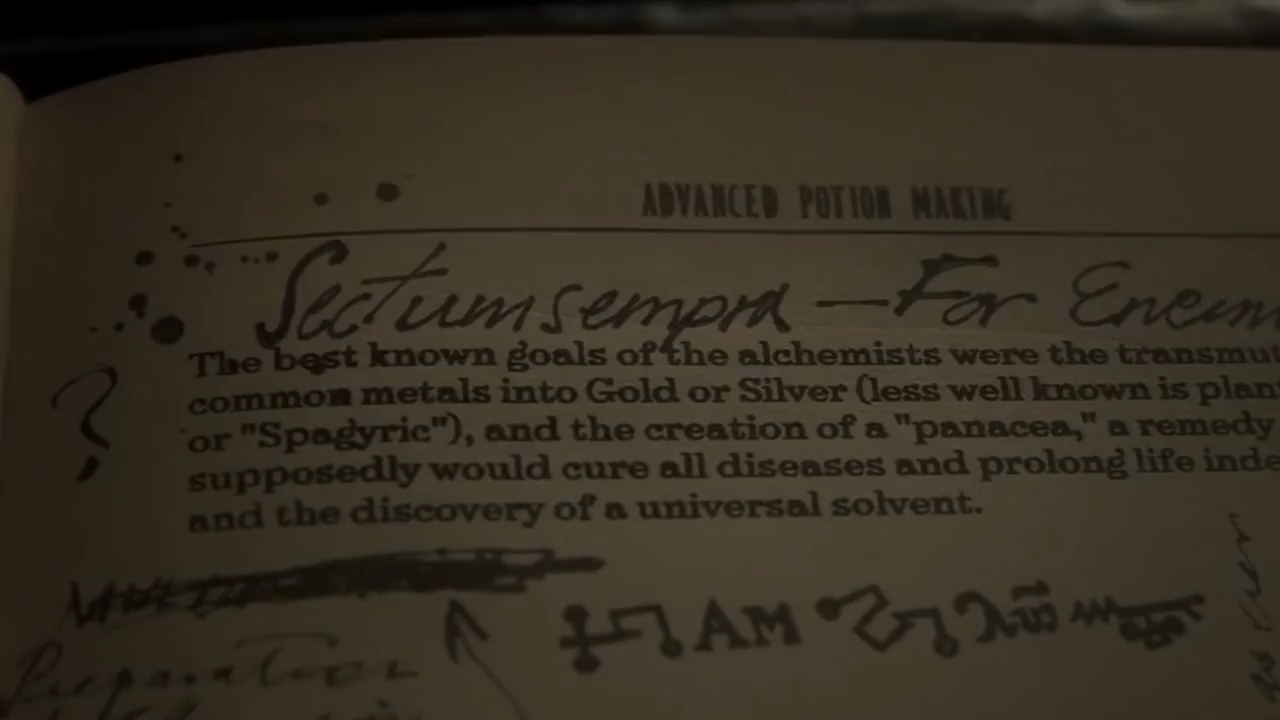 ADVANCED POTION MAKING
Sectumsempra — For Enem
The best known goals of the alchemists were the transmut
common metals into Gold or Silver (less well known is plan
or "Spagyric"), and the creation of a "panacea," a remedy
supposedly would cure all diseases and prolong life inde
and the discovery of a universal solvent.
?
AM
Preparation